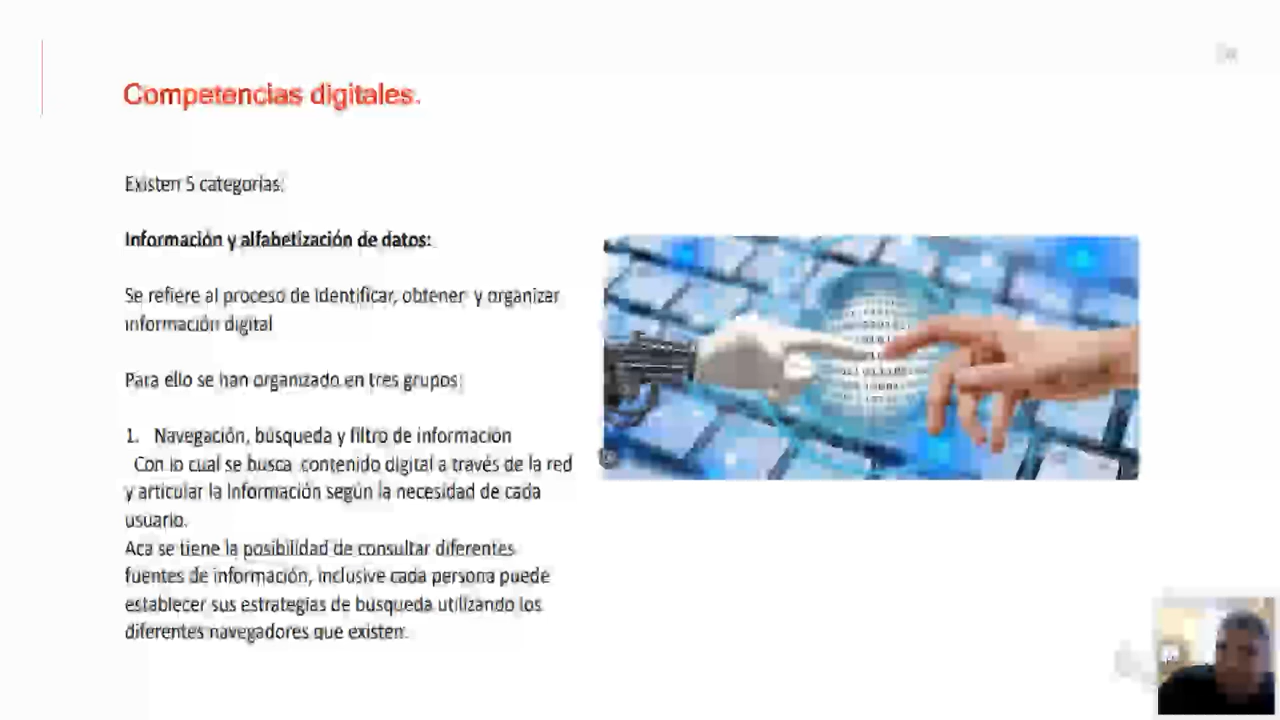 Competencias digitales.
Existen 5 categorías:
Información y alfabetización de datos:
Se refiere al proceso de identificar, obtener y organizar
información digital
Para ello se han organizado en tres grupos:
1. Navegación, búsqueda y filtro de información
Con lo cual se busca contenido digital a través de la red
y articular la información según la necesidad de cada
usuario.
Aca se tiene la posibilidad de consultar diferentes
fuentes de información, inclusive cada persona puede
establecer sus estrategias de busqueda utilizando los
diferentes navegadores que existen.